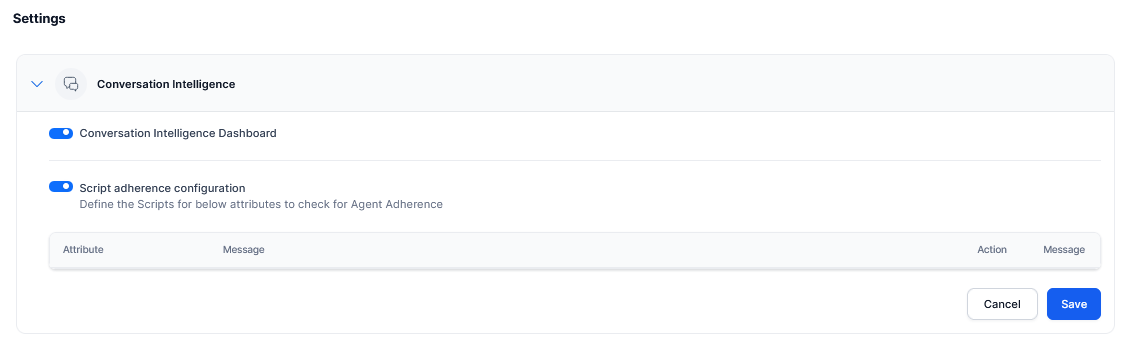 Settings
Conversation Intelligence
Conversation Intelligence Dashboard
Script adherence configuration
Define the Scripts for below attributes to check for Agent Adherence
Attribute Message Action Message
Cancel Save